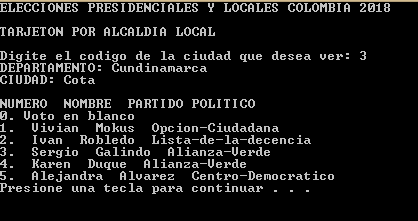 ELECCIONES PRESIDENCIALES Y LOCALES COLOMBIA 2018
TARJETON POR ALCALDIA LOCAL
Digite el codigo de la ciudad que desea ver: 3
DEPARTAMENTO: Cundinamarca
CIUDAD: Cota
NUMERO  NOMBRE  PARTIDO POLITICO
0. Voto en blanco
1.  Vivian  Mokus  Opcion-Ciudadana
2.  Ivan  Robledo  Lista-de-la-decencia
3.  Sergio  Galindo  Alianza-Verde
4.  Karen  Duque  Alianza-Verde
5.  Alejandra  Alvarez  Centro-Democratico
Presione una tecla para continuar . . .